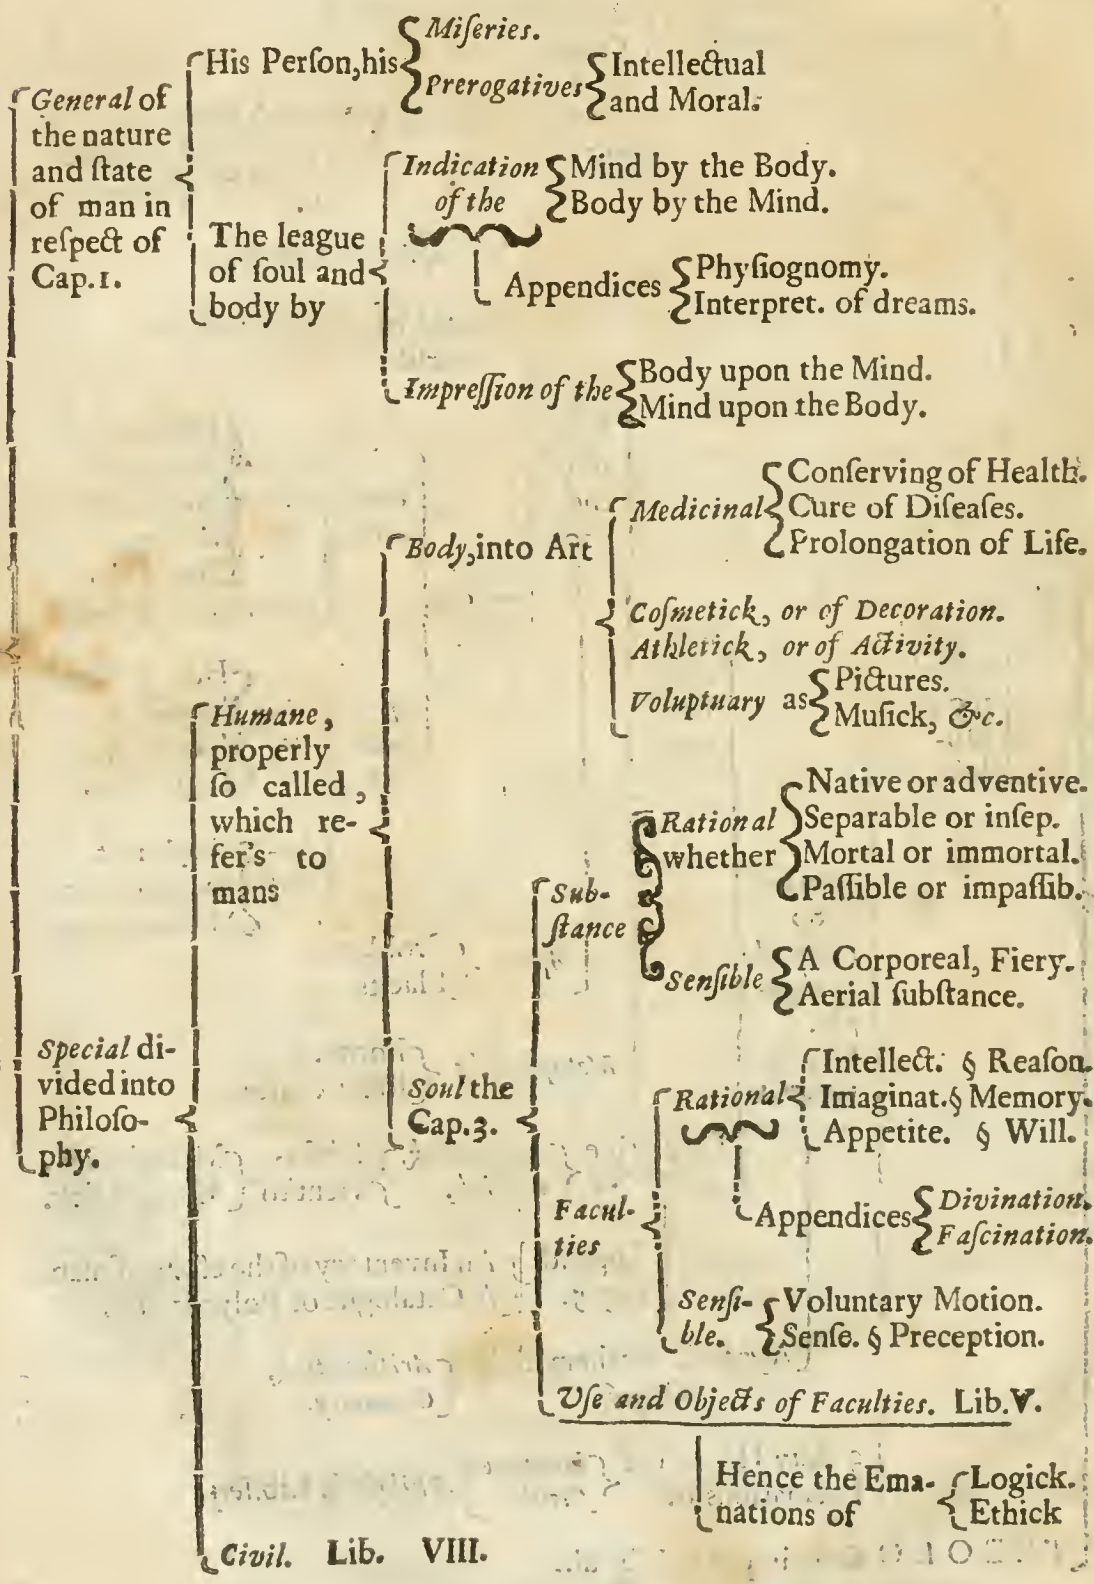 General of
the nature
and ſtate
of man in
reſpect of
Cap.1.
His Perſon,his
Miſeries.
Prerogatives
Intellectual
and Moral.
The league
of ſoul and
body by
Indication
of the
Mind by the Body.
Body by the Mind.
Appendices
Phyſiognomy.
Interpret. of dreams.
Impreſſion of the
Body upon the Mind.
Mind upon the Body.
Special di-
vided into
Philoſo-
phy.
Humane,
properly
ſo called,
which re-
fer's to
mans
Body,into Art
Medicinal
Conſerving of Health.
Cure of Diſeaſes.
Prolongation of Life.
Coſmetick, or of Decoration.
Athletick, or of Activity.
Voluptuary as
Pictures.
Muſick, &c.
Soul the
Cap.3.
Sub-
ſtance
Rational
whether
Native or adventive.
Separable or inſep.
Mortal or immortal.
Paſſible or impaſſib.
Senſible
A Corporeal, Fiery.
Aerial ſubſtance.
Facul-
ties
Rational
Intellect. § Reaſon.
Imaginat.§ Memory.
Appetite. § Will.
Appendices
Divination.
Faſcination.
Senſi-
ble.
Voluntary Motion.
Senſe. § Preception.
Uſe and Objects of Faculties. Lib.V.
Hence the Ema-
nations of
Logick.
Ethick
Civil. Lib. VIII.